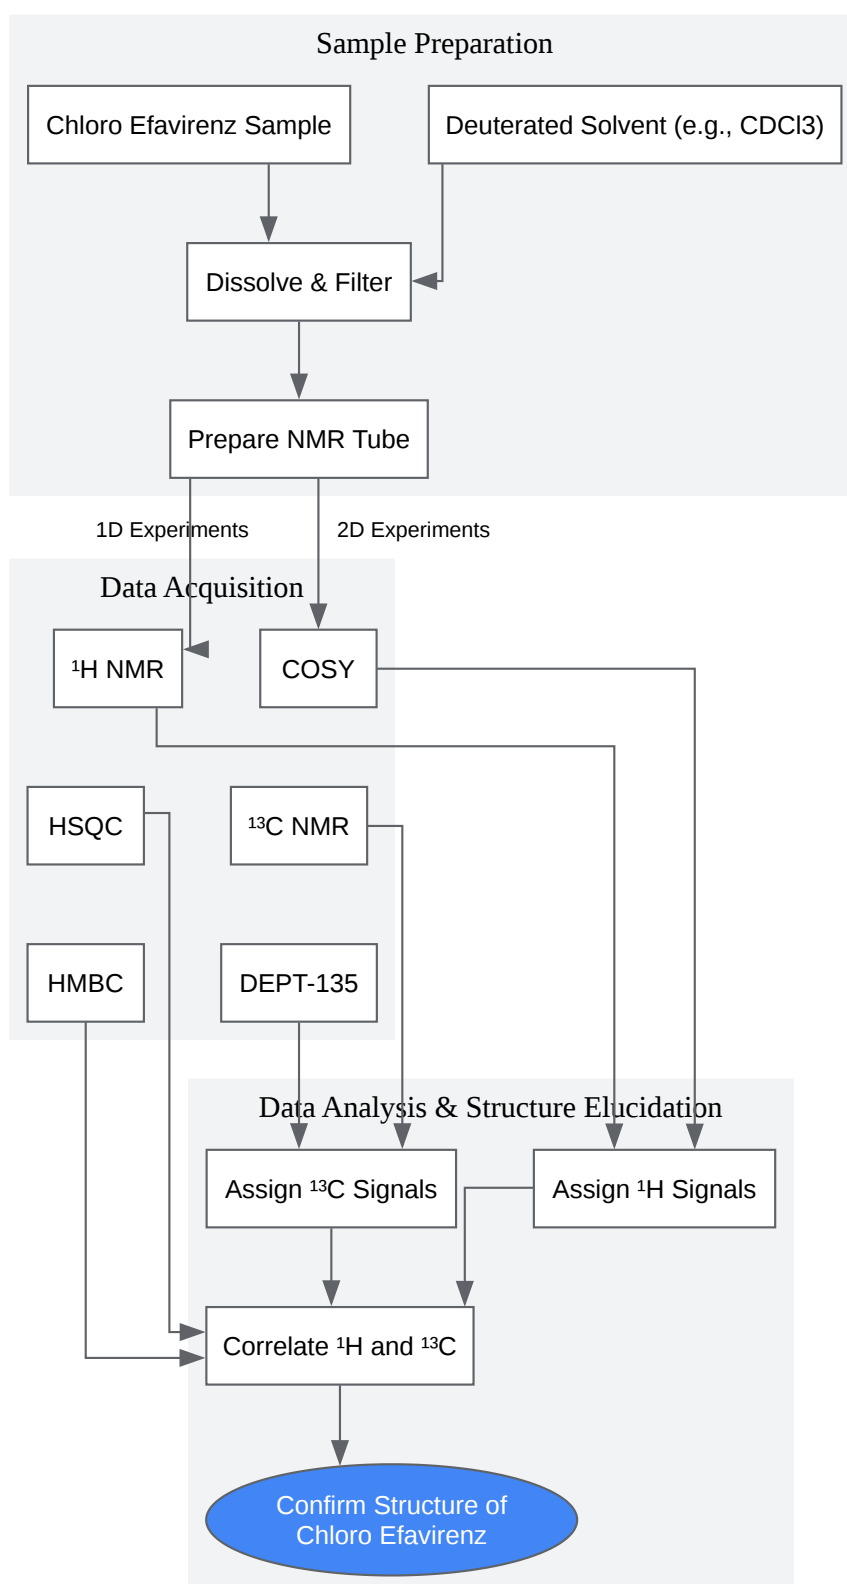 Sample Preparation
Chloro Efavirenz Sample
Deuterated Solvent (e.g., CDCl3)
Dissolve & Filter
Prepare NMR Tube
1D Experiments
2D Experiments
Data Acquisition
¹H NMR
COSY
HSQC
¹³C NMR
HMBC
DEPT-135
Data Analysis & Structure Elucidation
Assign ¹³C Signals
Assign ¹H Signals
Correlate ¹H and ¹³C
Confirm Structure of
Chloro Efavirenz